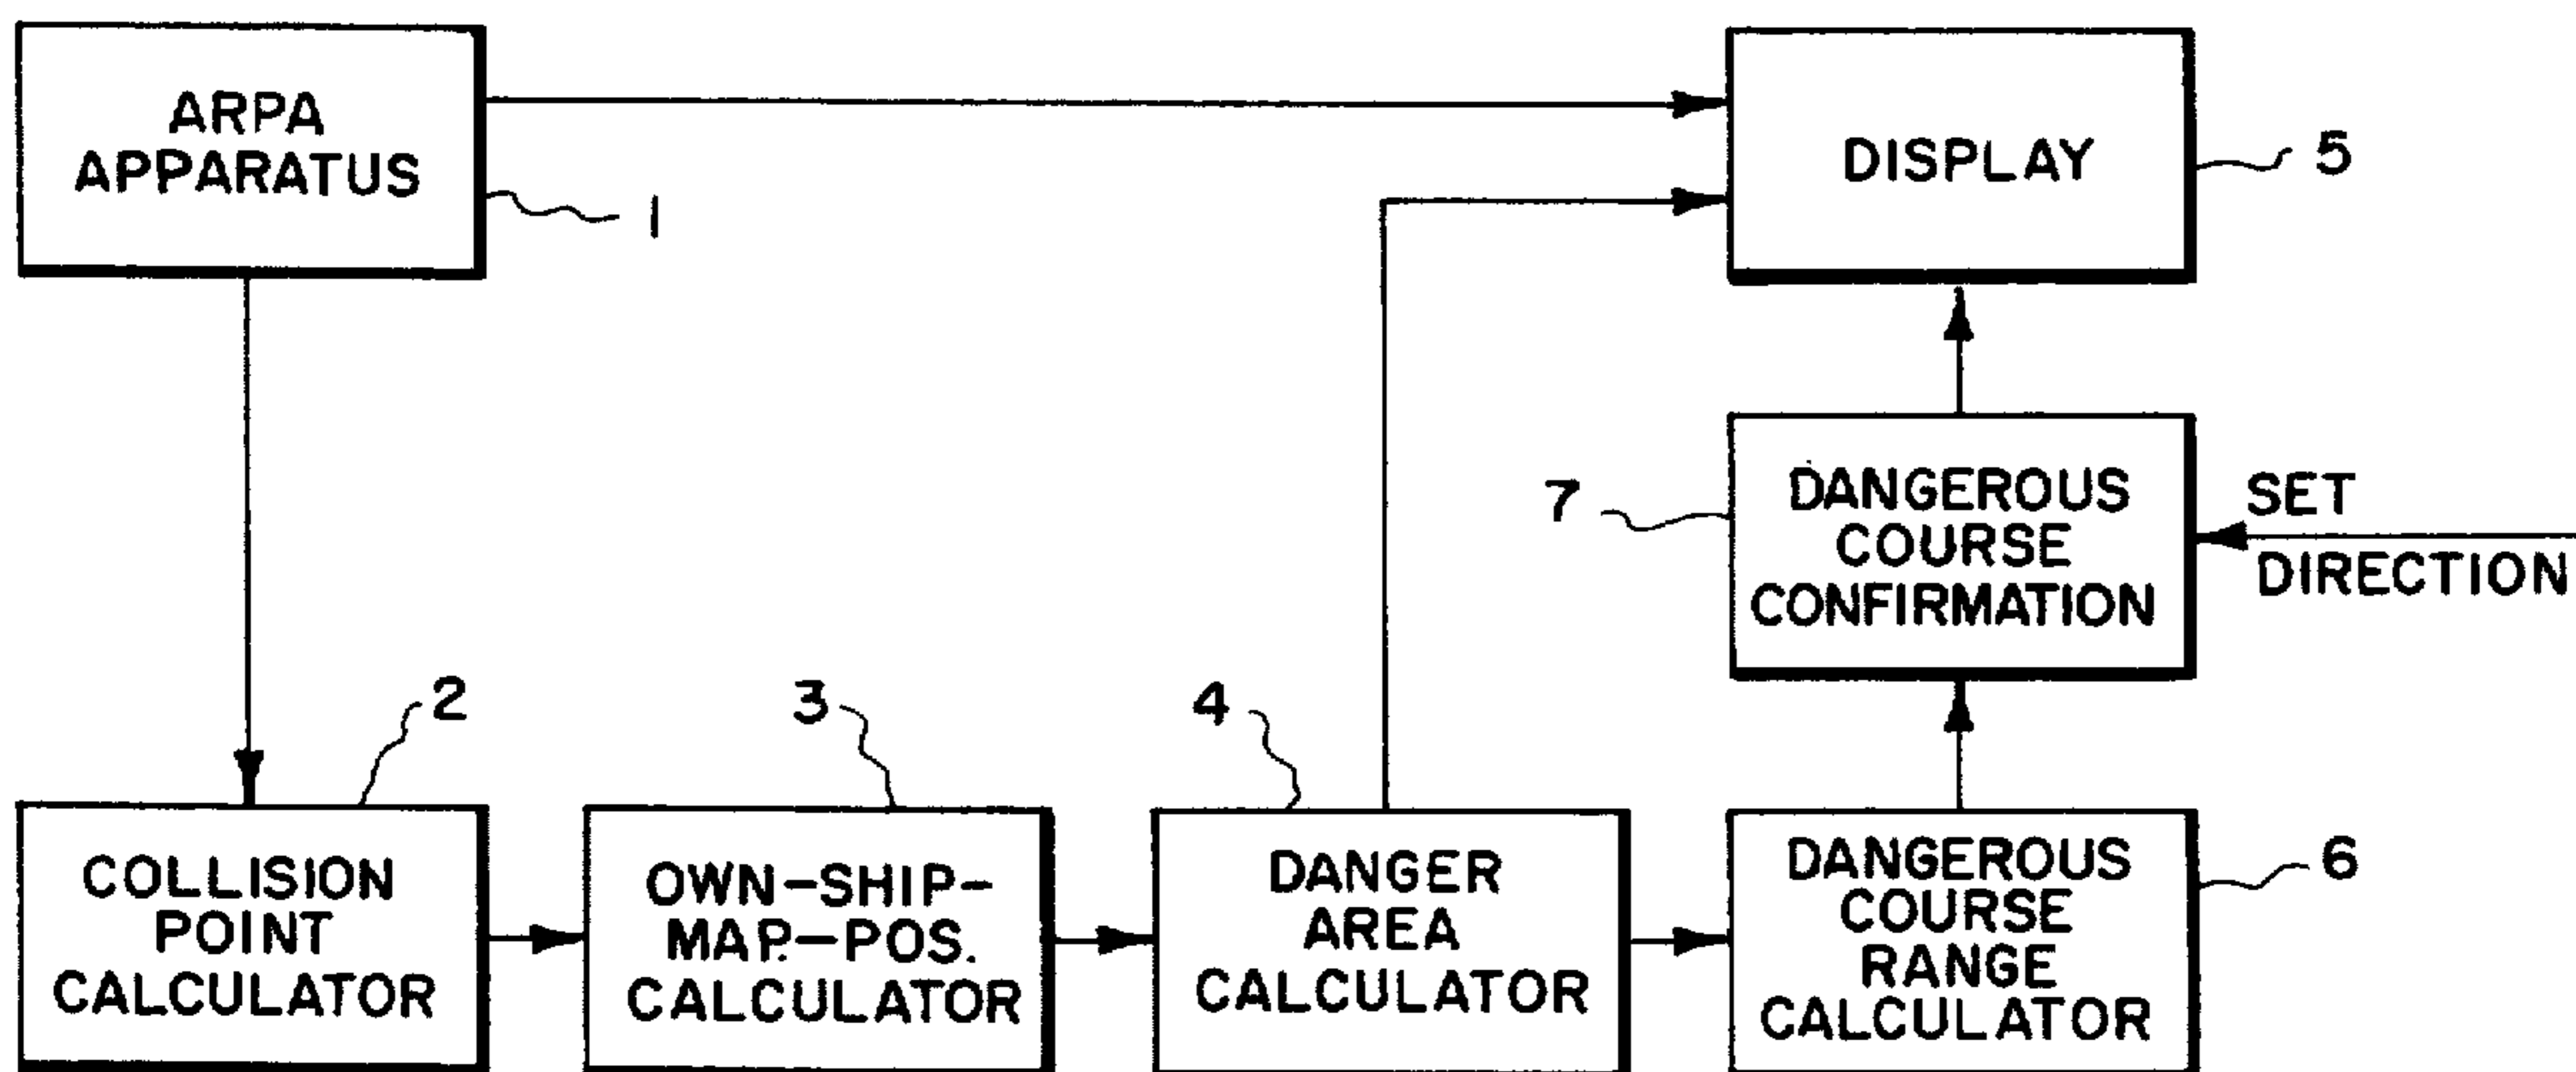 ARPA
APPARATUS
1
DISPLAY
5
7
DANGEROUS
COURSE
CONFIRMATION
SET
DIRECTION
2
COLLISION
POINT
CALCULATOR
3
OWN-SHIP-
MAP.-POS.
CALCULATOR
4
DANGER
AREA
CALCULATOR
DANGEROUS
COURSE
RANGE
CALCULATOR
6